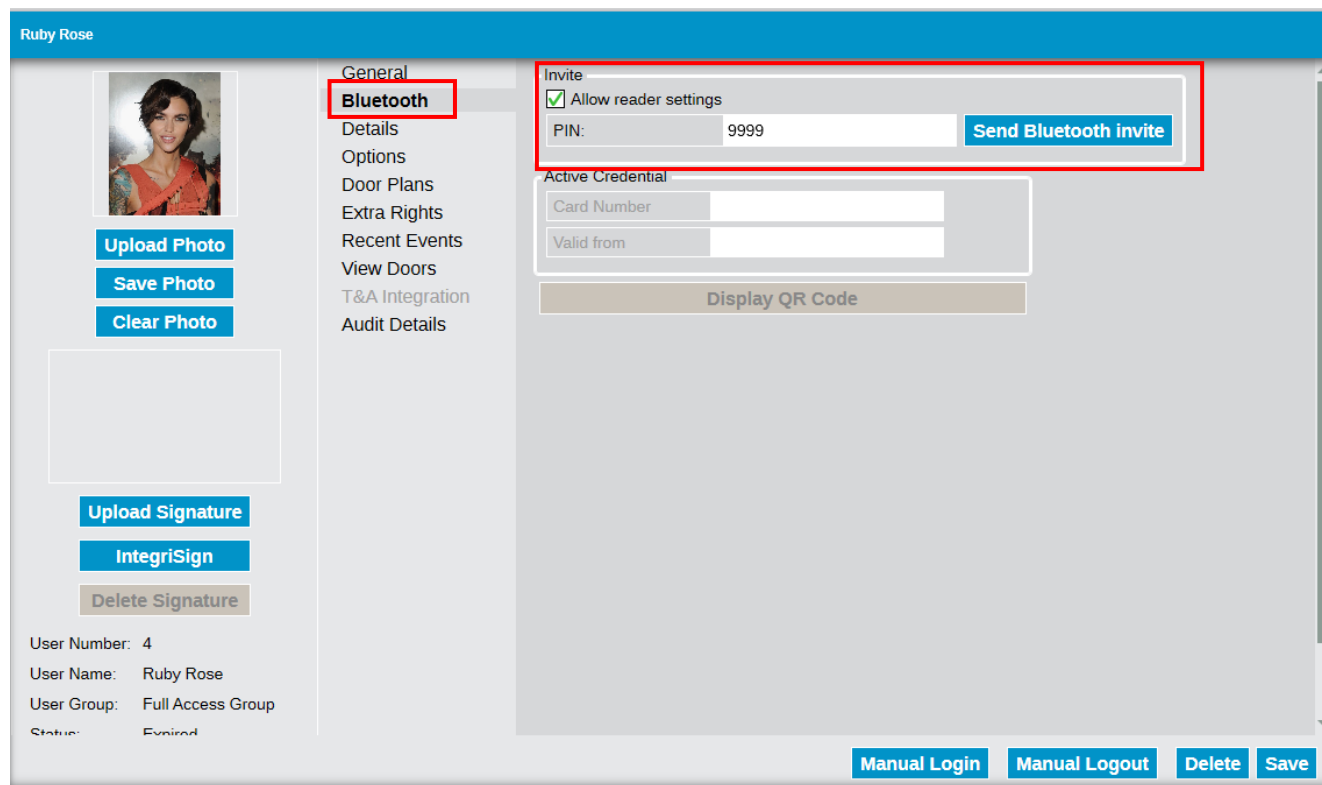 Ruby Rose
Upload Photo
Save Photo
Clear Photo
Upload Signature
IntegriSign
Delete Signature
User Number: 4
User Name: Ruby Rose
User Group: Full Access Group
Status: Expired
General
Bluetooth
Details
Options
Door Plans
Extra Rights
Recent Events
View Doors
T&A Integration
Audit Details
Invite
Allow reader settings
PIN: 9999 Send Bluetooth invite
Active Credential
Card Number
Valid from
Display QR Code
Manual Login Manual Logout Delete Save